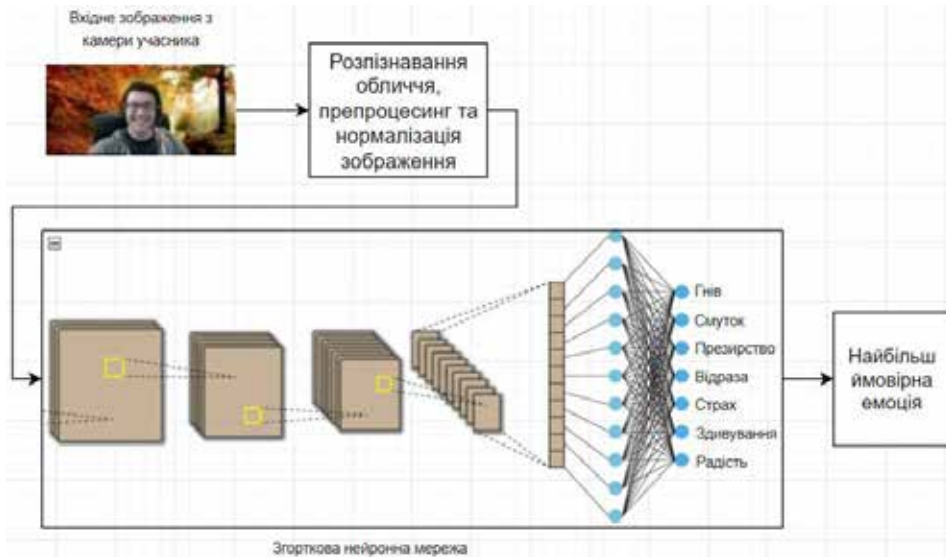 Вхідне зображення з
камери учасника
Розпізнавання
обличчя,
препроцесинг та
нормалізація
зображення
Гнів
Смуток
Презирство
Відраза
Страх
Здивування
Радість
Найбільш
ймовірна
емоція
Згорткова нейронна мережа